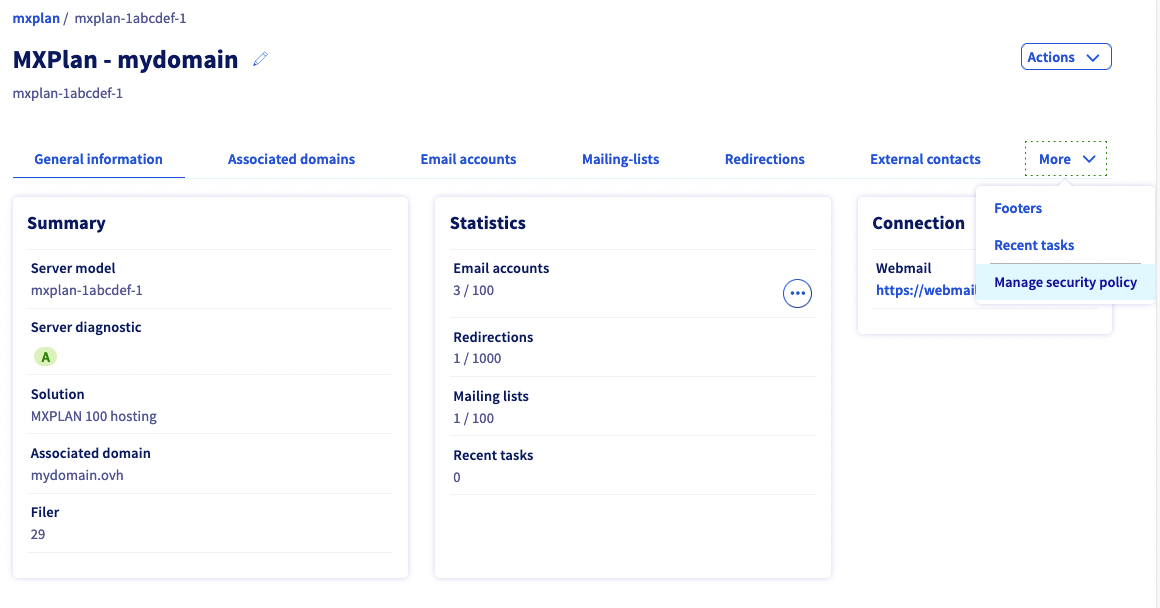 mxplan / mxplan-1abcdef-1
MXPlan - mydomain
Actions
mxplan-1abcdef-1
General information
Associated domains
Email accounts
Mailing-lists
Redirections
External contacts
More
Footers
Recent tasks
Manage security policy
Summary
Server model
mxplan-1abcdef-1
Server diagnostic
A
Solution
MXPLAN 100 hosting
Associated domain
mydomain.ovh
Filer
29
Statistics
Email accounts
3 / 100
Redirections
1 / 1000
Mailing lists
1 / 100
Recent tasks
0
Connection
Webmail
https://webmail